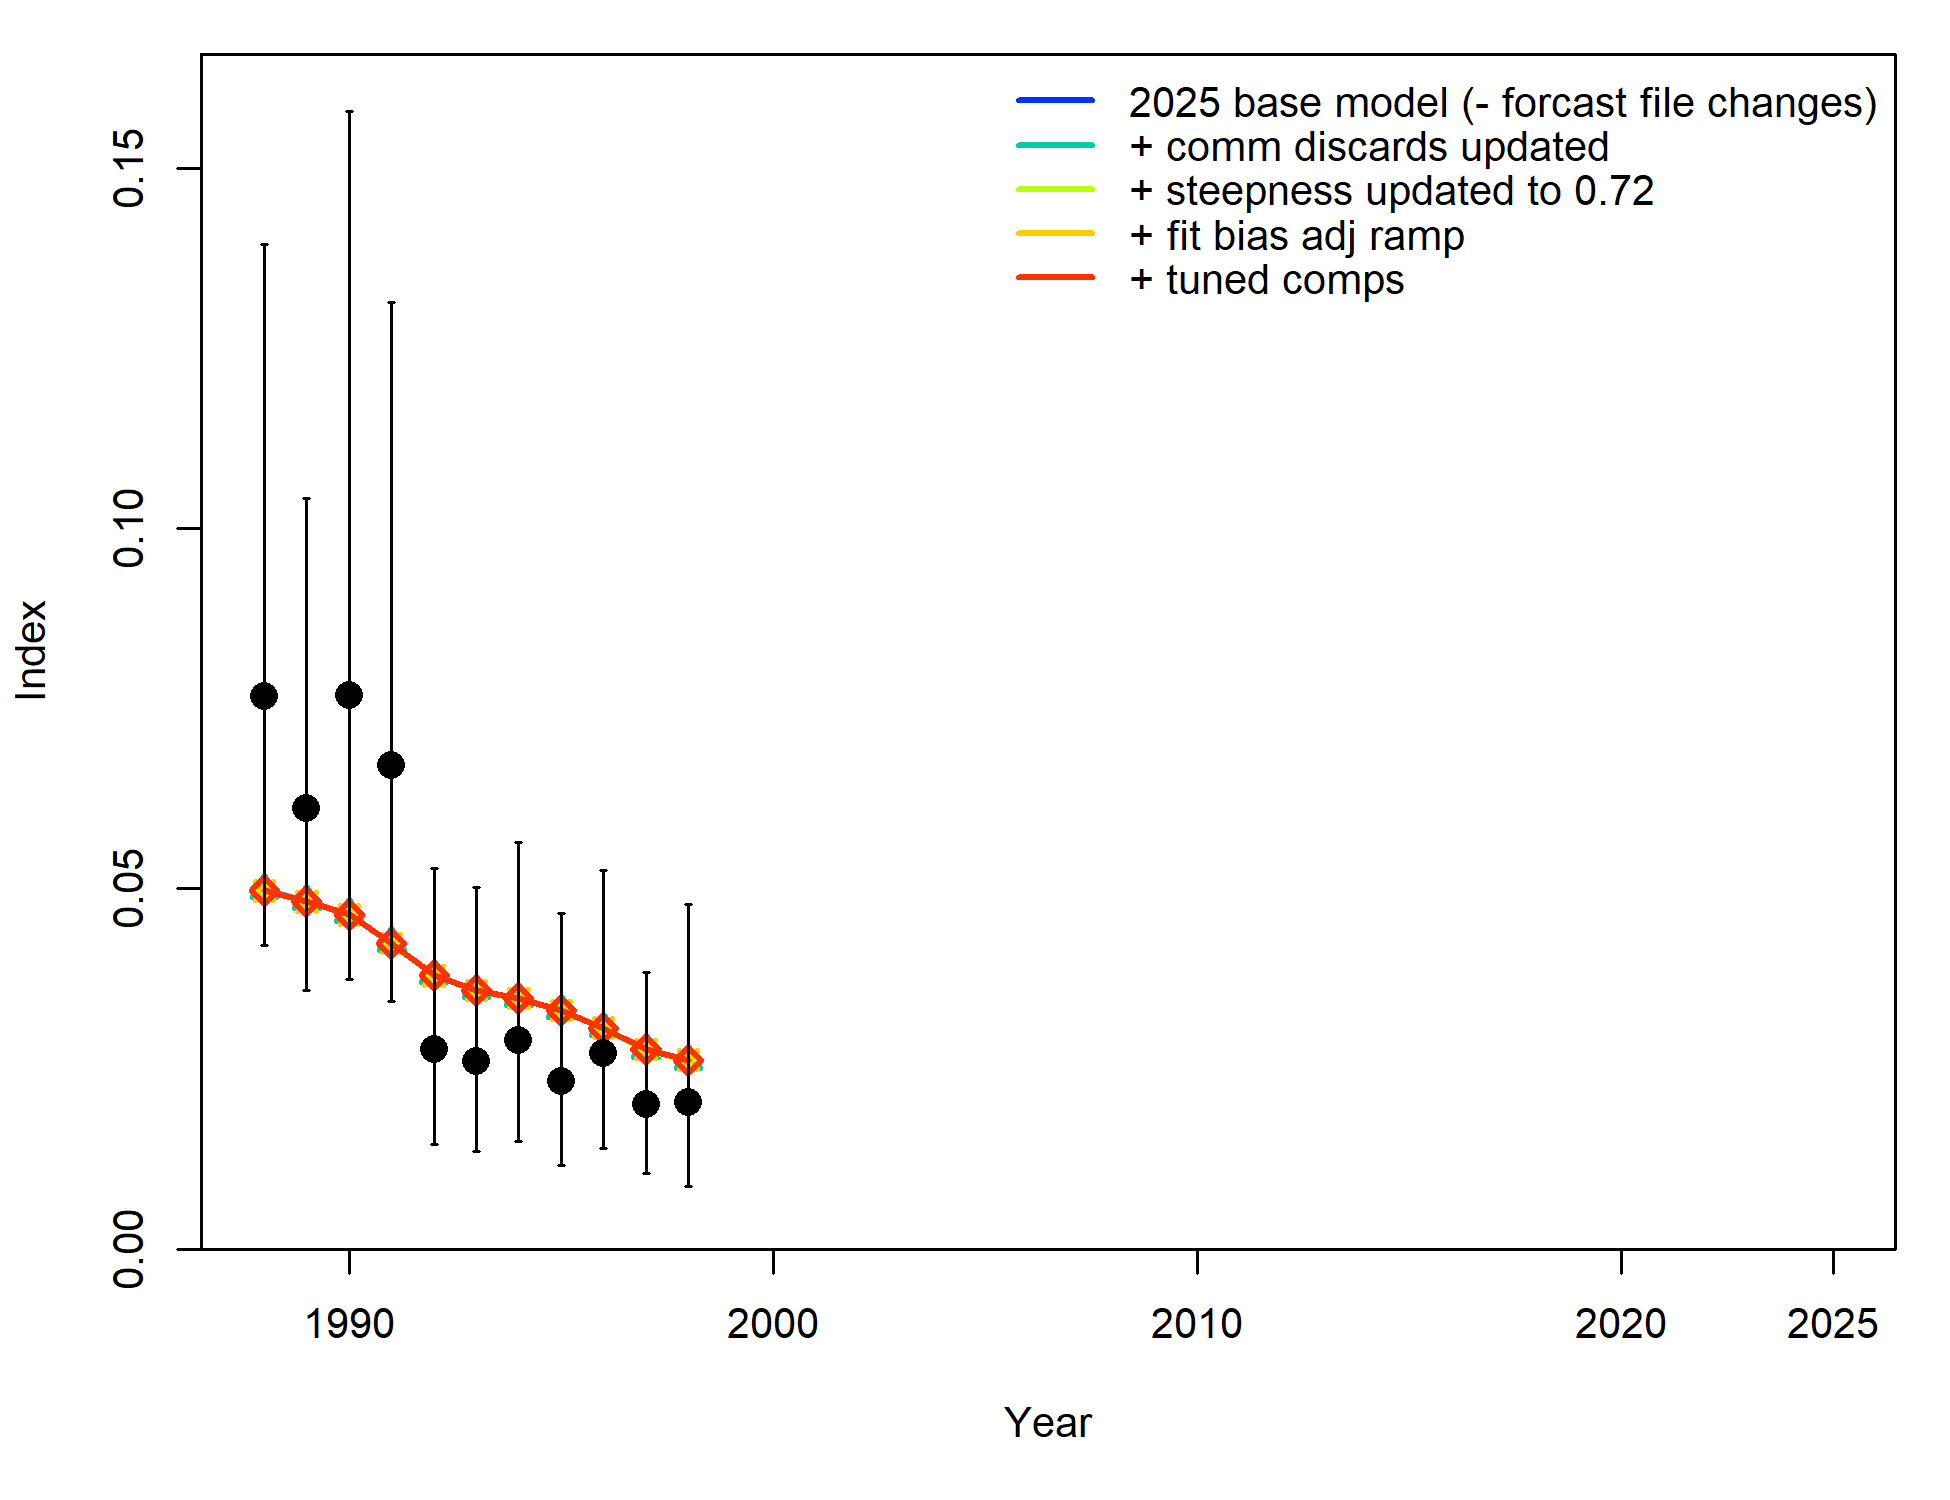 2025 base model (- forcast file changes)
+ comm discards updated
+ steepness updated to 0.72
+ fit bias adj ramp
+ tuned comps
0.15
0.10
0.05
0.00
Index
1990 2000 2010 2020 2025
Year